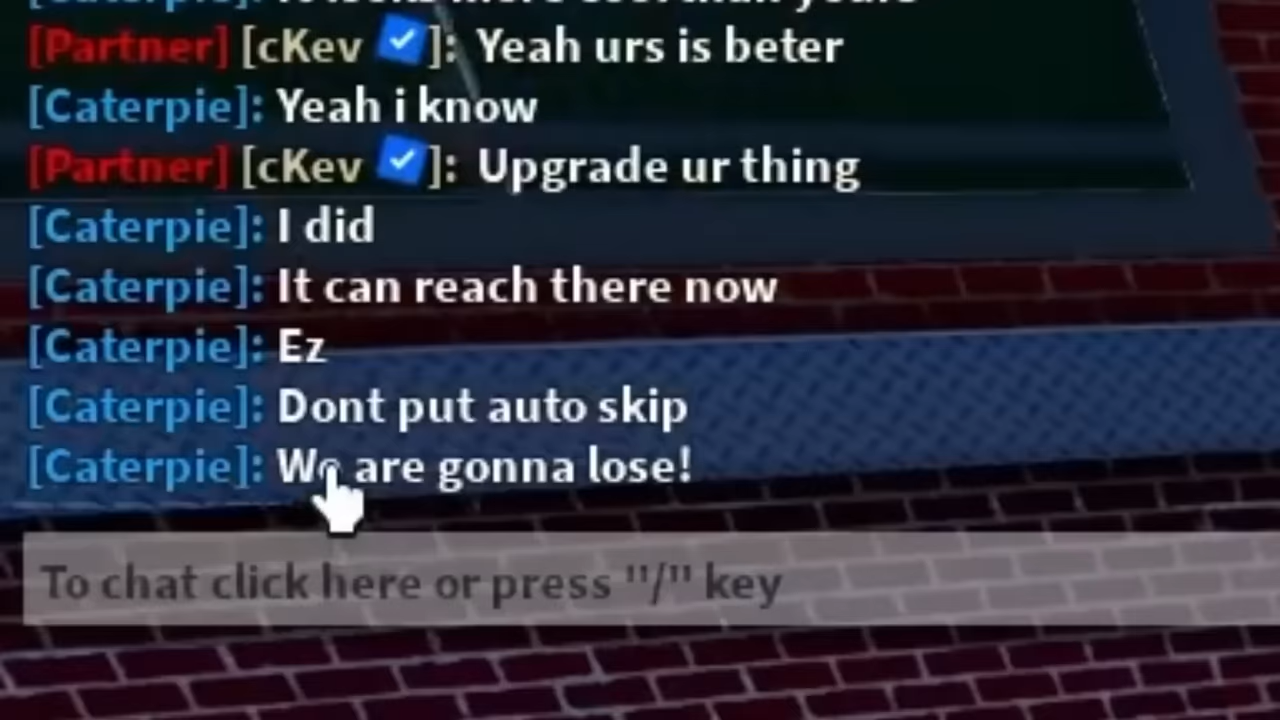 [Partner] [cKev ]: Yeah urs is beter
[Caterpie]: Yeah i know
[Partner] [cKev ]: Upgrade ur thing
[Caterpie]: I did
[Caterpie]: It can reach there now
[Caterpie]: Ez
[Caterpie]: Dont put auto skip
[Caterpie]: We are gonna lose!
To chat click here or press "/" key